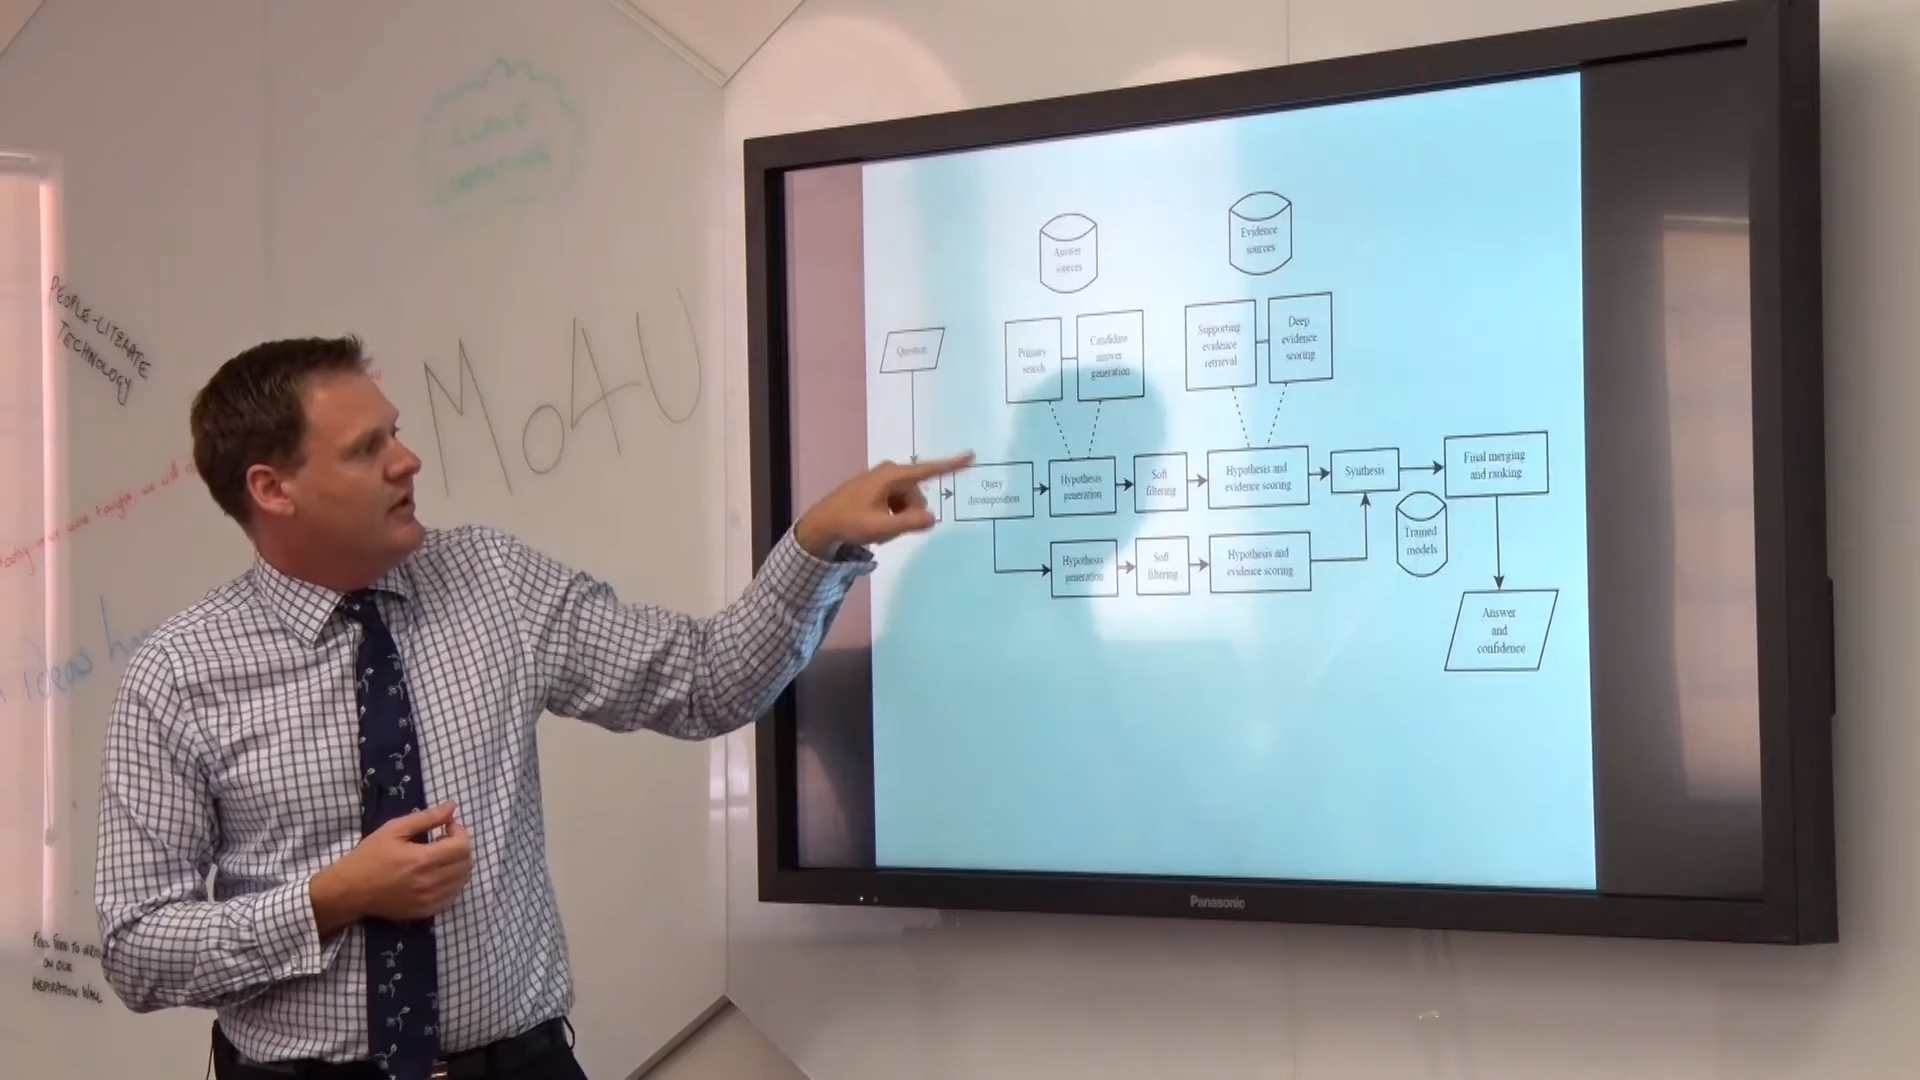 CLOUD
COMPUTING
PEOPLE-LITERATE
TECHNOLOGY
Mo4U
ideas
FEEL FREE TO WRITE
ON OUR
ASPIRATION WALL
Answer
sources
Evidence
sources
Question
Primary
search
Candidate
answer
generation
Supporting
evidence
retrieval
Deep
evidence
scoring
Query
decomposition
Hypothesis
generation
Soft
filtering
Hypothesis and
evidence scoring
Synthesis
Final merging
and ranking
Trained
models
Hypothesis
generation
Soft
filtering
Hypothesis and
evidence scoring
Answer
and
confidence
Panasonic